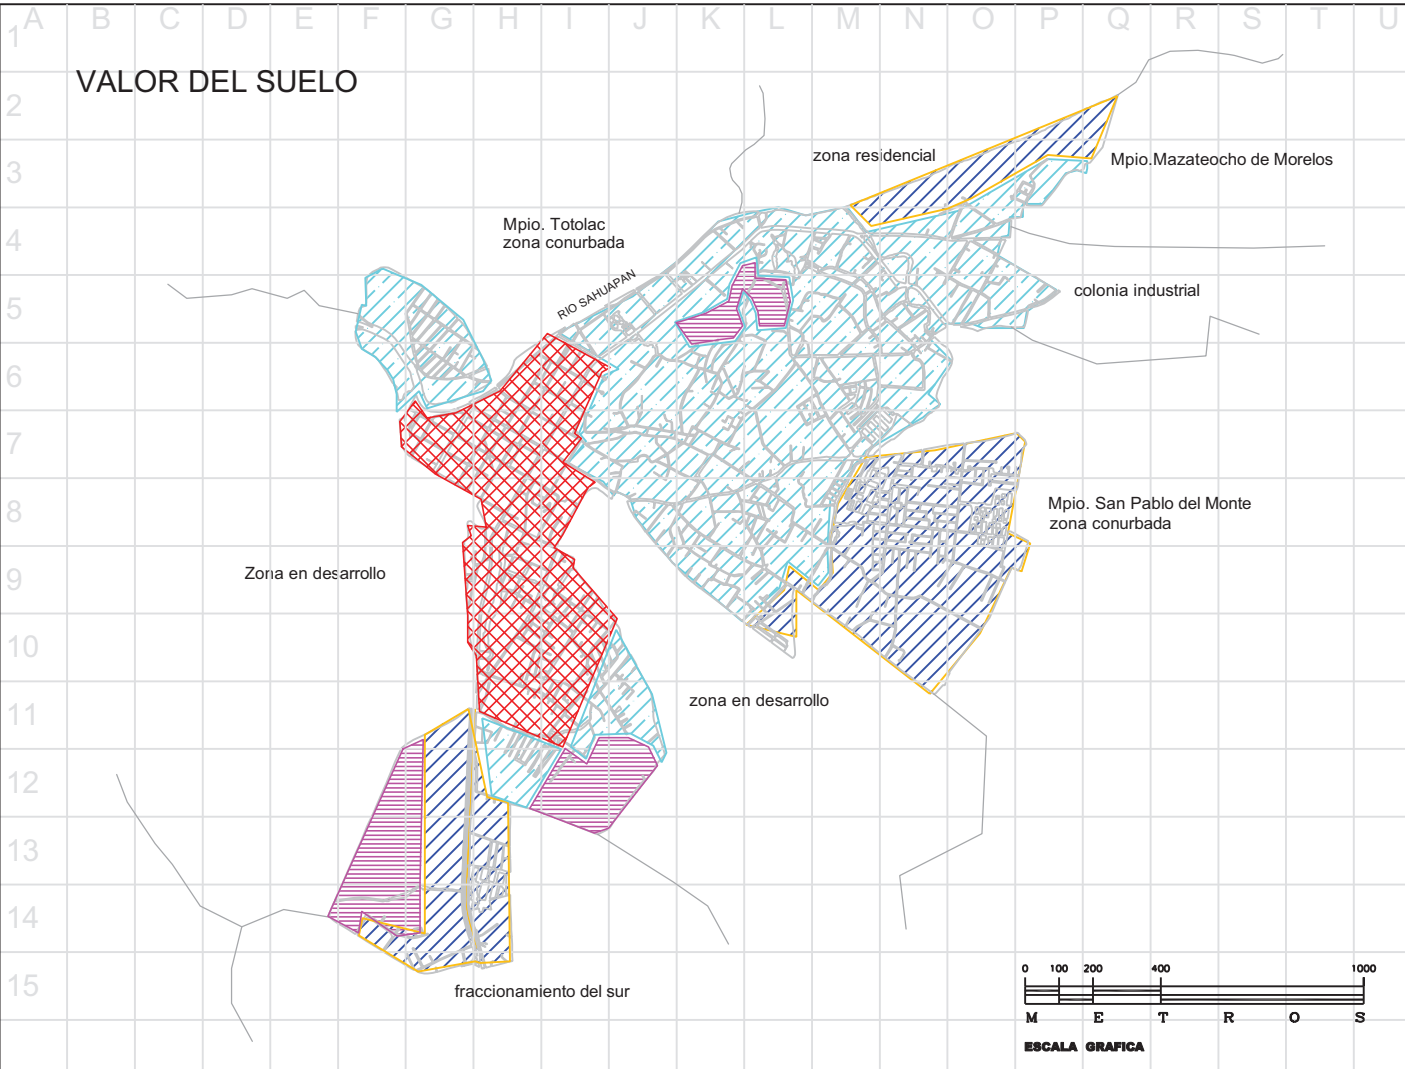 A B C D E F G H I J K L M N O P Q R S T U
1
VALOR DEL SUELO
2
zona residencial
Mpio.Mazateocho de Morelos
3
Mpio. Totolac
zona conurbada
4
RIO SAHUAPAN
colonia industrial
5
6
7
Mpio. San Pablo del Monte
zona conurbada
8
Zona en desarrollo
9
10
zona en desarrollo
11
12
13
14
fraccionamiento del sur
15
0 100 200 400 1000
M E T R O S
ESCALA GRAFICA